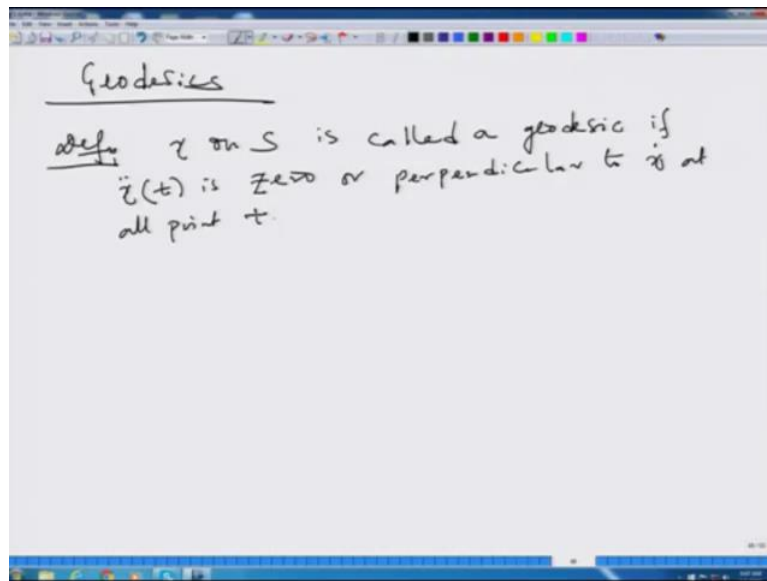 Geodesics
Def. γ on S is called a geodesic if
γ̈(t) is zero or perpendicular to γ̇ at
all point t.